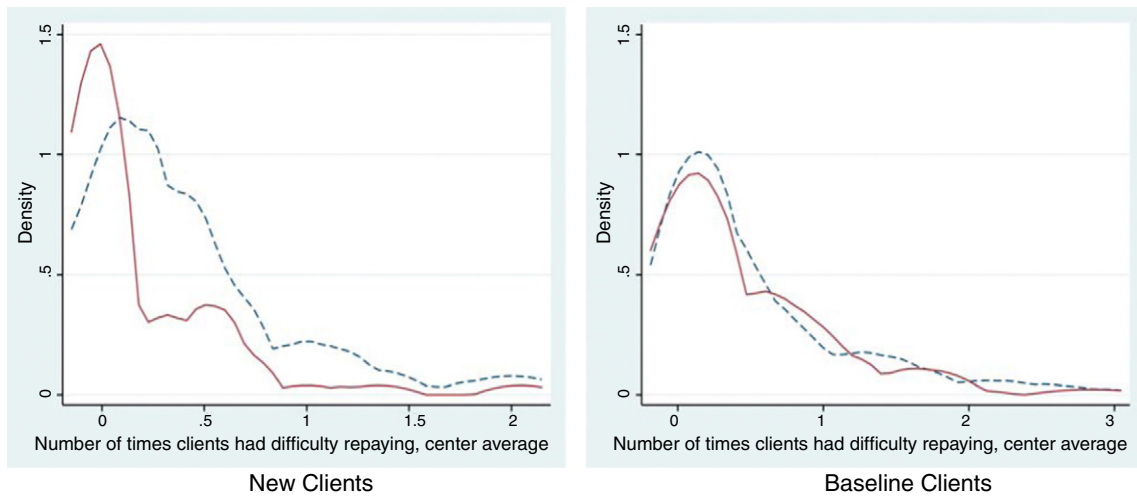 1.5
1
.5
0
Density
0 .5 1 1.5 2
Number of times clients had difficulty repaying, center average
New Clients
1.5
1
.5
0
Density
0 1 2 3
Number of times clients had difficulty repaying, center average
Baseline Clients